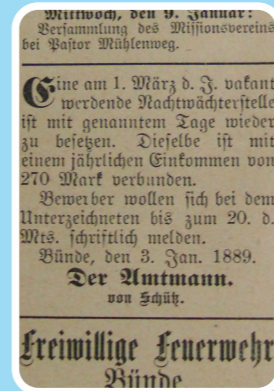 Mittwoch, den 9. Januar:
Versammlung des Missionsvereins
bei Pastor Mühlenweg.
Eine am 1. März d. J. vakant
werdende Nachtwächterstelle
ist mit genanntem Tage wieder
zu besetzen. Dieselbe ist mit
einem jährlichen Einkommen von
270 Mark verbunden.
Bewerber wollen sich bei dem
Unterzeichneten bis zum 20. d.
Mts. schriftlich melden.
Bünde, den 3. Jan. 1889.
Der Amtmann.
von Schütz.
Freiwillige Feuerwehr
Bünde